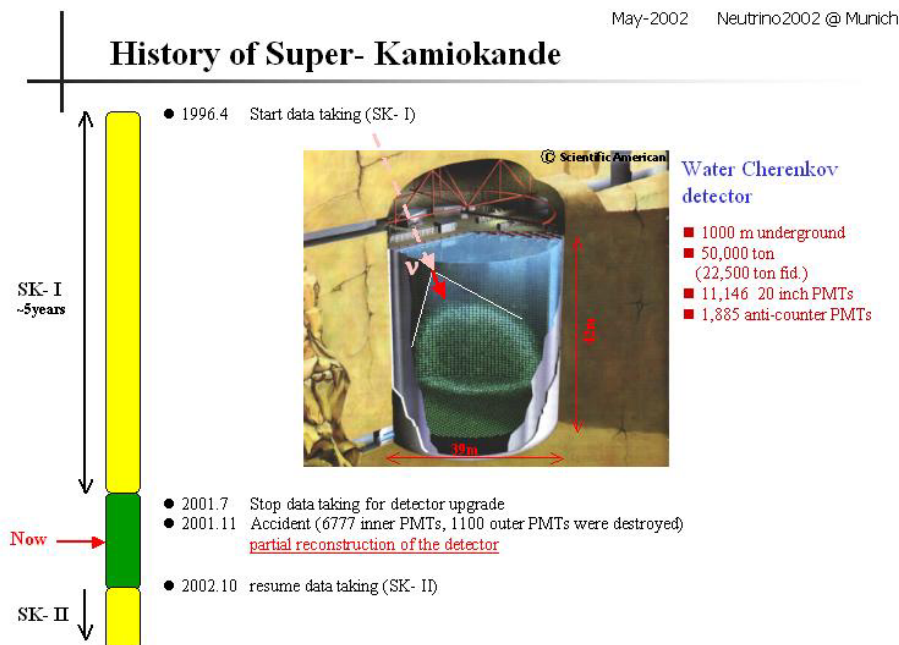 May-2002 Neutrino2002 @ Munich
History of Super- Kamiokande
1996.4 Start data taking (SK- I)
© Scientific American
ν
42m
39m
Water Cherenkov
detector
1000 m underground
50,000 ton
(22,500 ton fid.)
11,146 20 inch PMTs
1,885 anti-counter PMTs
SK- I
~5years
2001.7 Stop data taking for detector upgrade
2001.11 Accident (6777 inner PMTs, 1100 outer PMTs were destroyed)
partial reconstruction of the detector
Now
2002.10 resume data taking (SK- II)
SK- II